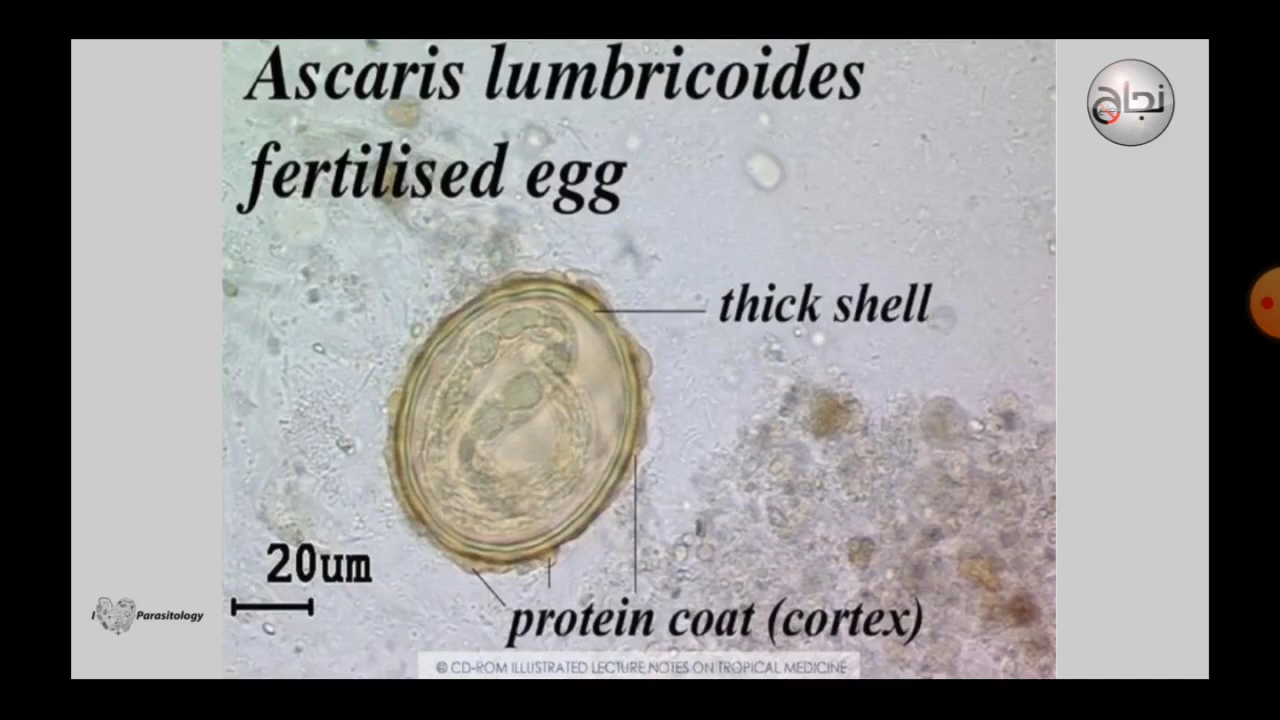 Ascaris lumbricoides
fertilised egg
نجاح
thick shell
20um
I Parasitology
protein coat (cortex)
@ CD-ROM ILLUSTRATED LECTURE NOTES ON TROPICAL MEDICINE